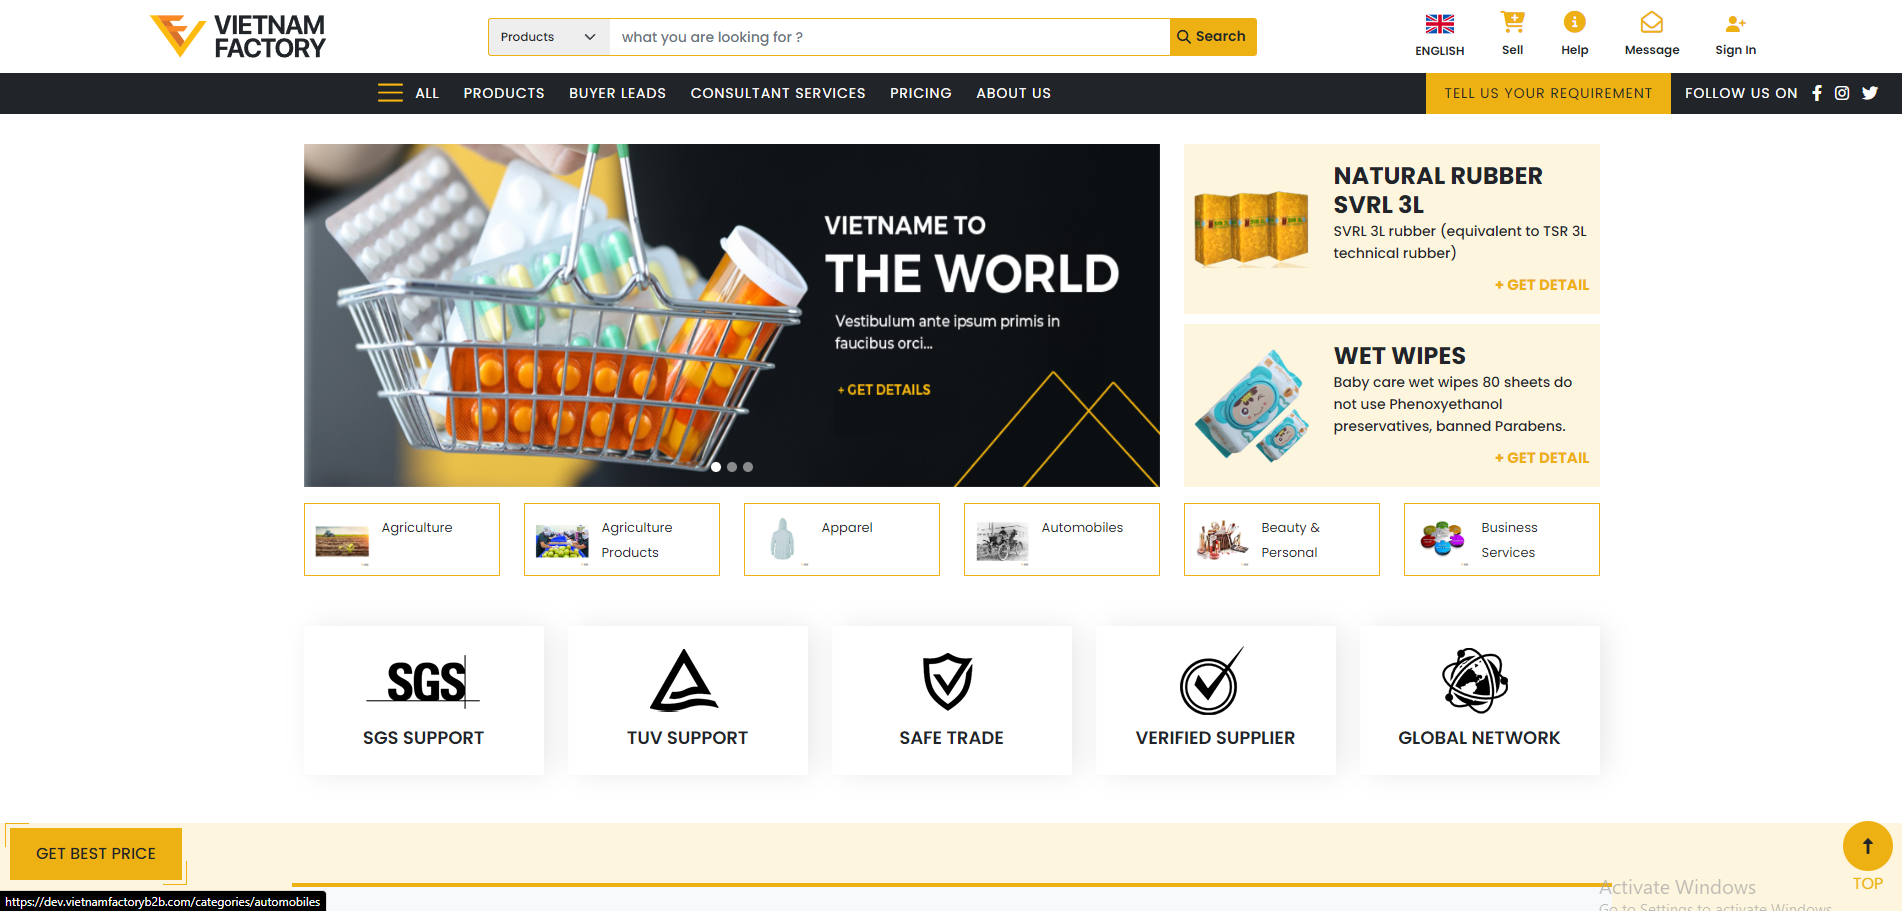 VIETNAM
FACTORY
Products
what you are looking for ?
Search
ENGLISH
Sell
Help
Message
Sign In
ALL
PRODUCTS
BUYER LEADS
CONSULTANT SERVICES
PRICING
ABOUT US
TELL US YOUR REQUIREMENT
FOLLOW US ON
VIETNAME TO
THE WORLD
Vestibulum ante ipsum primis in
faucibus orci...
+ GET DETAILS
NATURAL RUBBER
SVRL 3L
SVRL 3L rubber (equivalent to TSR 3L
technical rubber)
+ GET DETAIL
WET WIPES
Baby care wet wipes 80 sheets do
not use Phenoxyethanol
preservatives, banned Parabens.
+ GET DETAIL
Agriculture
Agriculture
Products
Apparel
Automobiles
Beauty &
Personal
Business
Services
SGS
SGS SUPPORT
TUV SUPPORT
SAFE TRADE
VERIFIED SUPPLIER
GLOBAL NETWORK
GET BEST PRICE
TOP
Activate Windows
Go to Settings to activate Windows.
https://dev.vietnamfactoryb2b.com/categories/automobiles